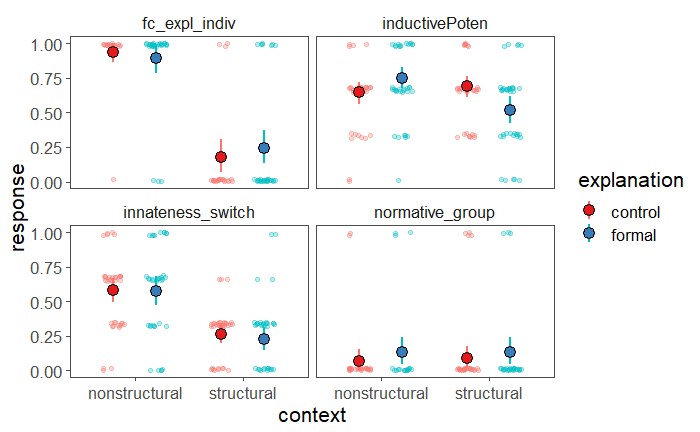 fc_expl_indiv
inductivePoten
1.00
0.75
0.50
0.25
0.00
innateness_switch
normative_group
1.00
0.75
0.50
0.25
0.00
response
nonstructural
structural
nonstructural
structural
context
explanation
control
formal